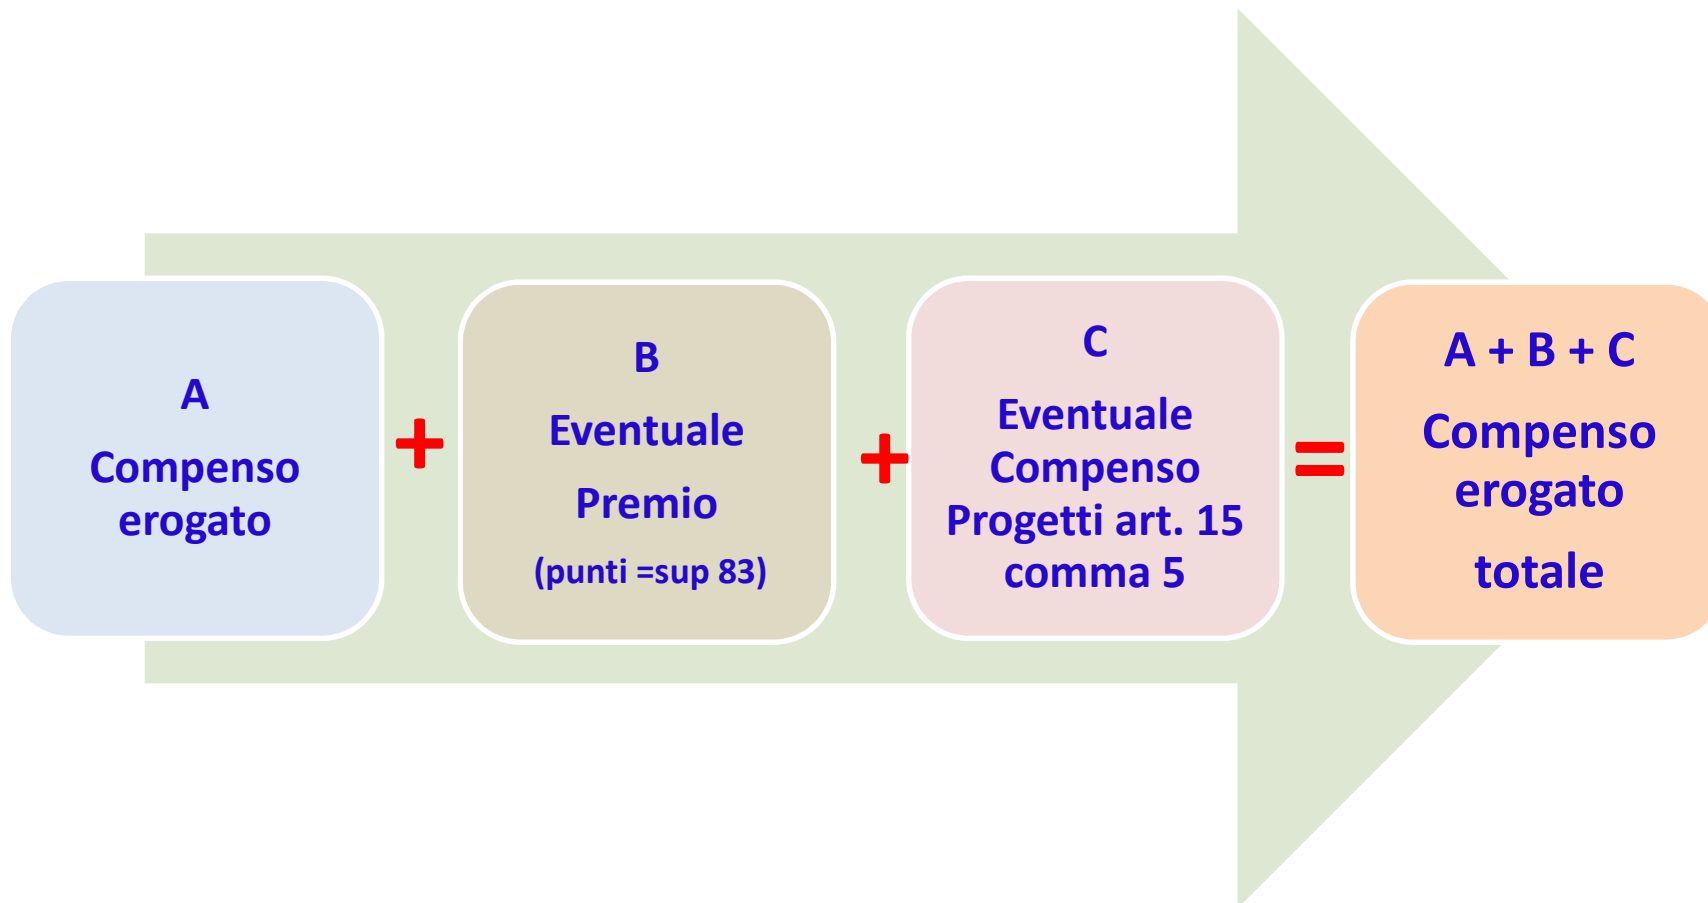 A
Compenso
erogato
+
B
Eventuale
Premio
(punti =sup 83)
+
C
Eventuale
Compenso
Progetti art. 15
comma 5
=
A + B + C
Compenso
erogato
totale